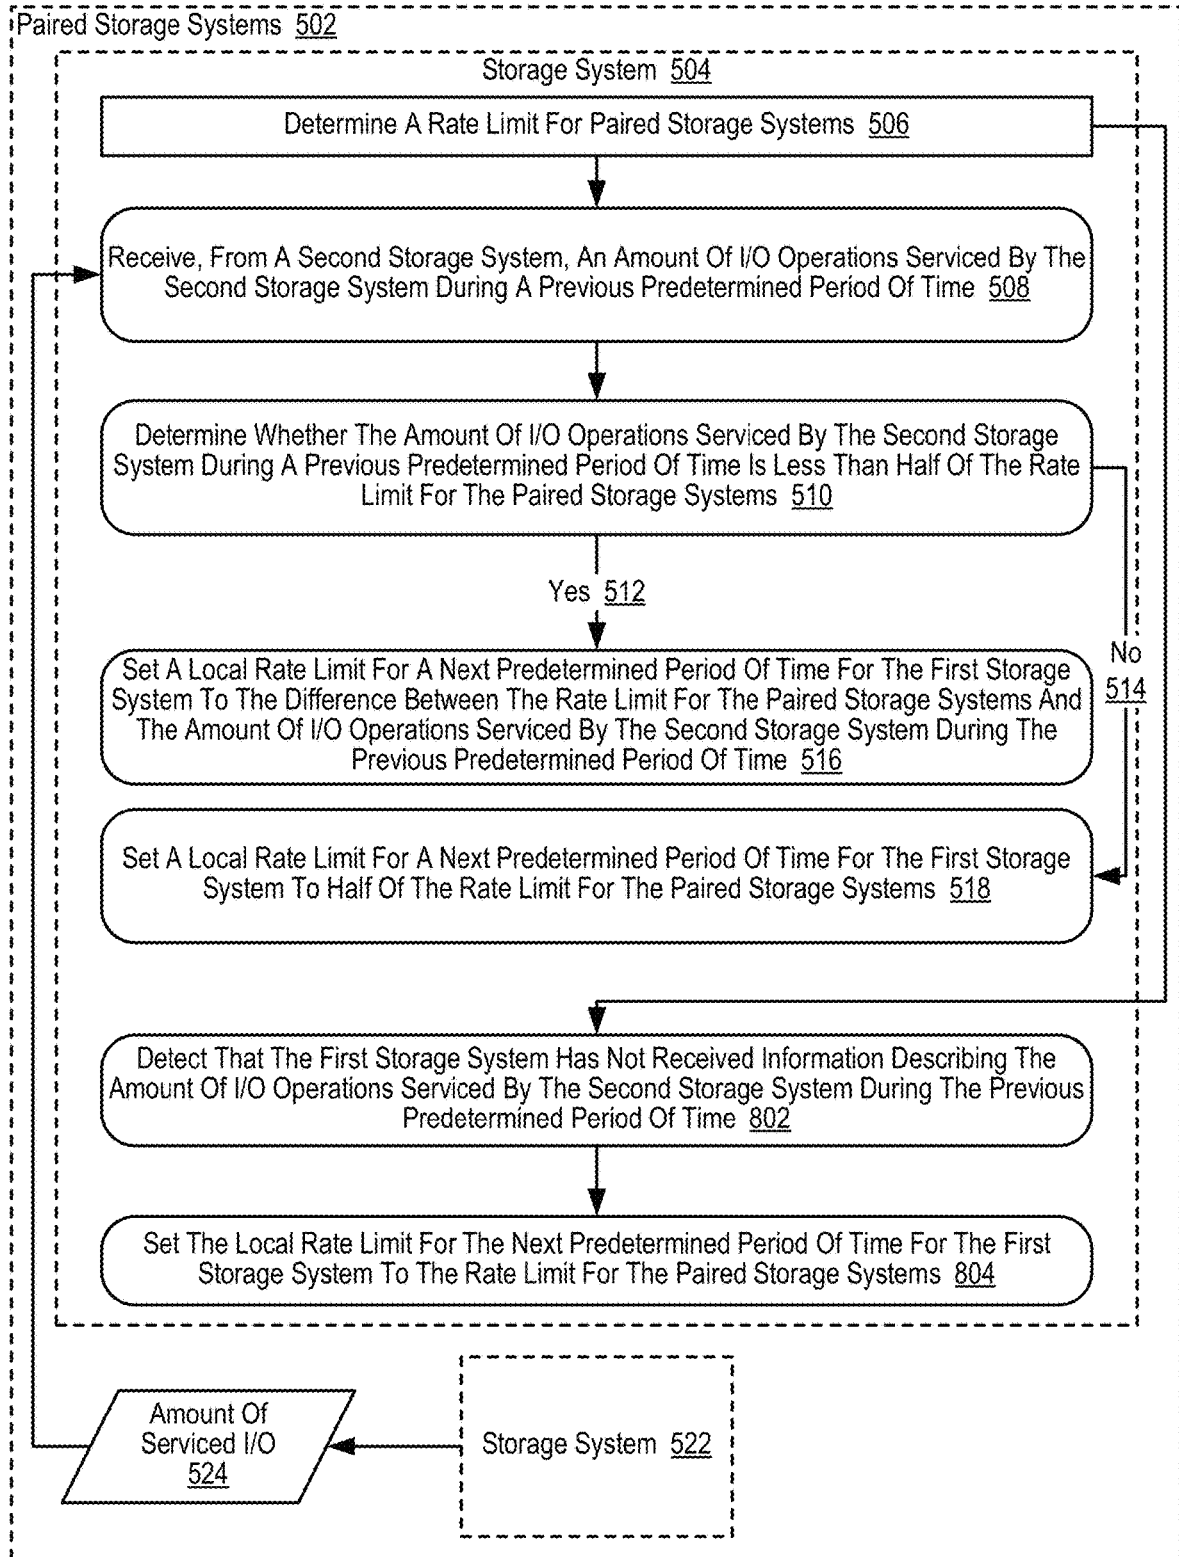 Paired Storage Systems 502
Storage System 504
Determine A Rate Limit For Paired Storage Systems 506
Receive, From A Second Storage System, An Amount Of I/O Operations Serviced By The
Second Storage System During A Previous Predetermined Period Of Time 508
Determine Whether The Amount Of I/O Operations Serviced By The Second Storage
System During A Previous Predetermined Period Of Time Is Less Than Half Of The Rate
Limit For The Paired Storage Systems 510
Yes 512
No
514
Set A Local Rate Limit For A Next Predetermined Period Of Time For The First Storage
System To The Difference Between The Rate Limit For The Paired Storage Systems And
The Amount Of I/O Operations Serviced By The Second Storage System During The
Previous Predetermined Period Of Time 516
Set A Local Rate Limit For A Next Predetermined Period Of Time For The First Storage
System To Half Of The Rate Limit For The Paired Storage Systems 518
Detect That The First Storage System Has Not Received Information Describing The
Amount Of I/O Operations Serviced By The Second Storage System During The Previous
Predetermined Period Of Time 802
Set The Local Rate Limit For The Next Predetermined Period Of Time For The First
Storage System To The Rate Limit For The Paired Storage Systems 804
Amount Of
Serviced I/O
524
Storage System 522